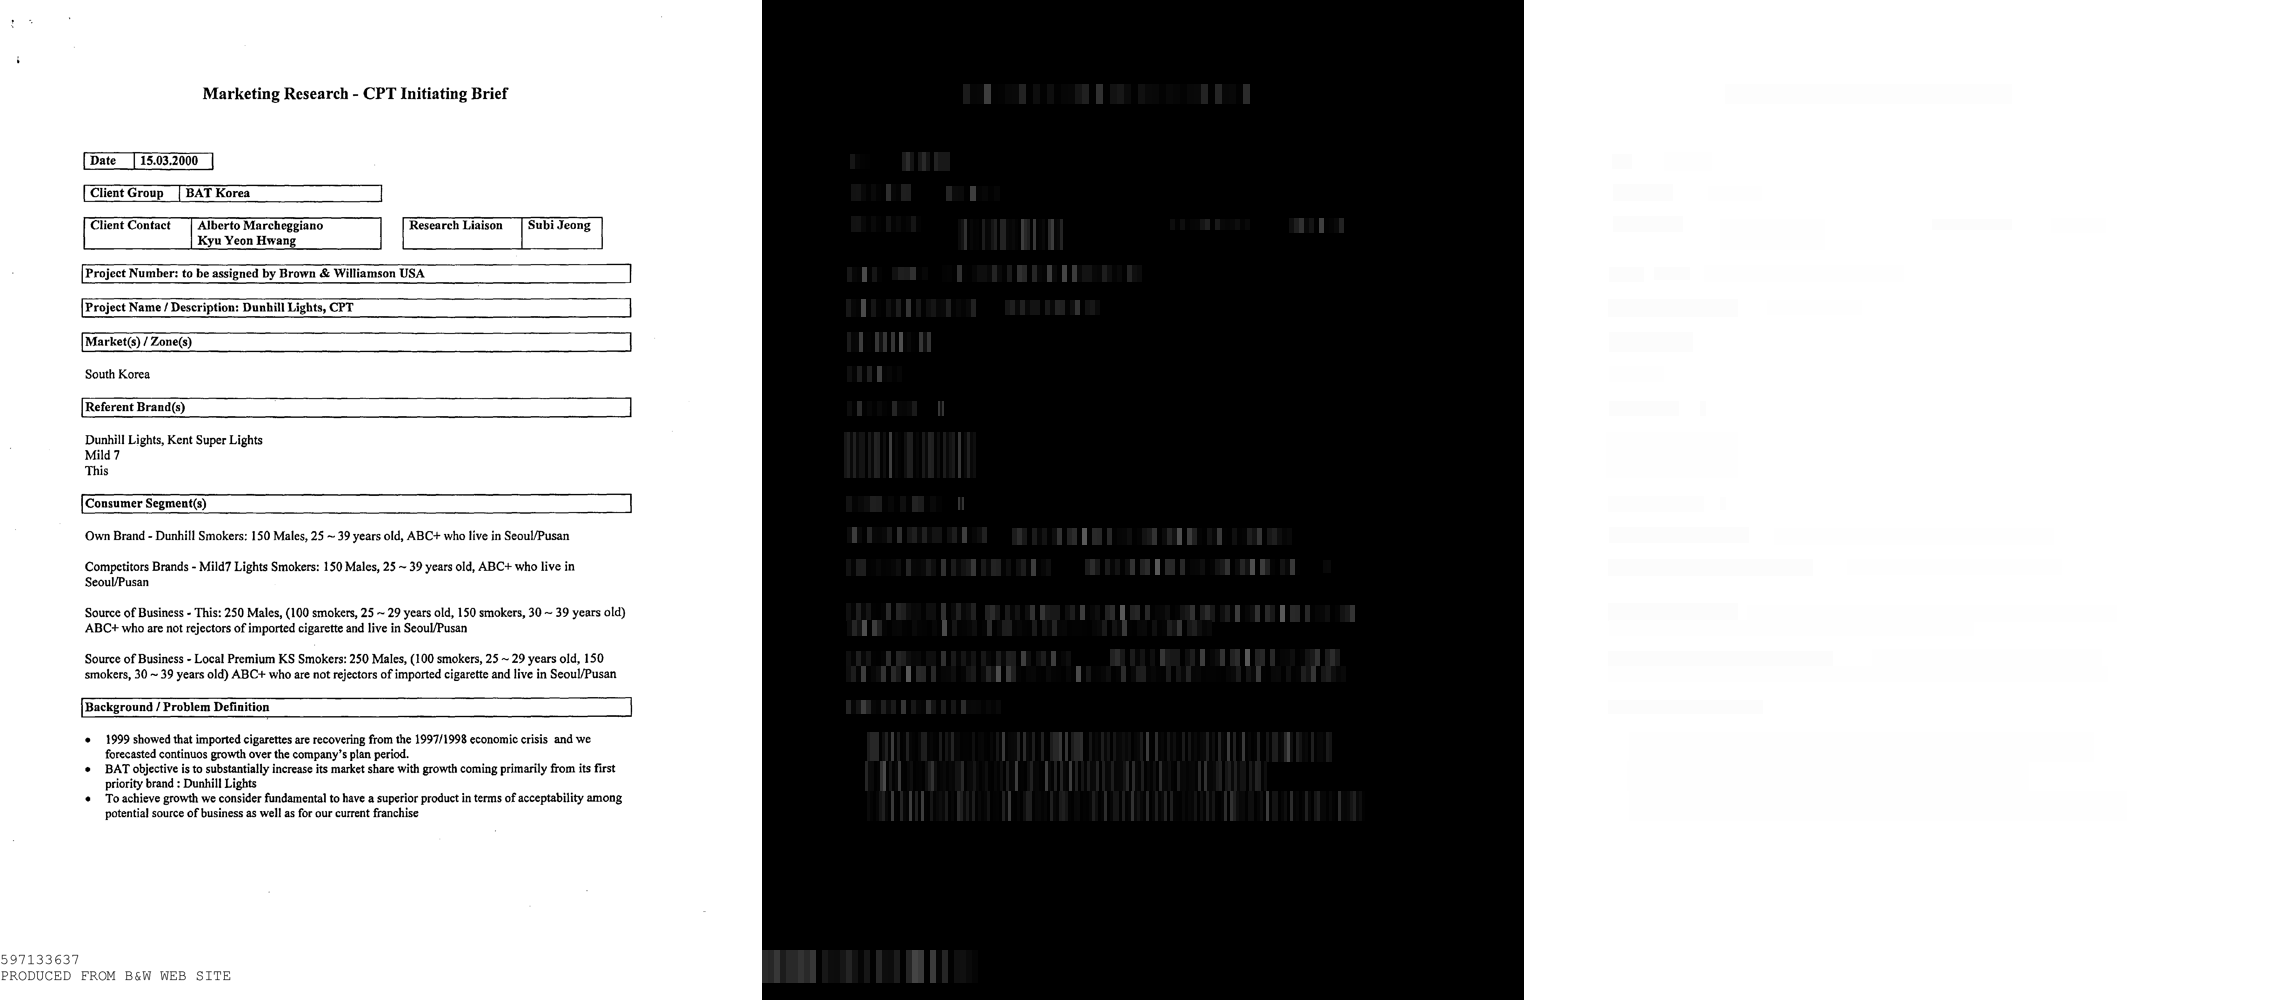 Marketing Research - CPT Initiating Brief
Date 15.03.2000
Client Group BAT Korea
Client Contact Alberto Marcheggiano Research Liaison Subi Jeong
Kyu Yeon Hwang
Project Number: to be assigned by Brown & Williamson USA
Project Name / Description: Dunhill Lights, CPT
Market(s) / Zone(s)
South Korea
Referent Brand(s)
Dunhill Lights, Kent Super Lights
Mild 7
This
Consumer Segment(s)
Own Brand - Dunhill Smokers: 150 Males, 25 ~ 39 years old, ABC+ who live in Seoul/Pusan
Competitors Brands - Mild7 Lights Smokers: 150 Males, 25 ~ 39 years old, ABC+ who live in
Seoul/Pusan
Source of Business - This: 250 Males, (100 smokers, 25 ~ 29 years old, 150 smokers, 30 ~ 39 years old)
ABC+ who are not rejectors of imported cigarette and live in Seoul/Pusan
Source of Business - Local Premium KS Smokers: 250 Males, (100 smokers, 25 ~ 29 years old, 150
smokers, 30 ~ 39 years old) ABC+ who are not rejectors of imported cigarette and live in Seoul/Pusan
Background / Problem Definition
• 1999 showed that imported cigarettes are recovering from the 1997/1998 economic crisis and we
forecasted continuos growth over the company's plan period.
• BAT objective is to substantially increase its market share with growth coming primarily from its first
priority brand : Dunhill Lights
• To achieve growth we consider fundamental to have a superior product in terms of acceptability among
potential source of business as well as for our current franchise
597133637
PRODUCED FROM B&W WEB SITE